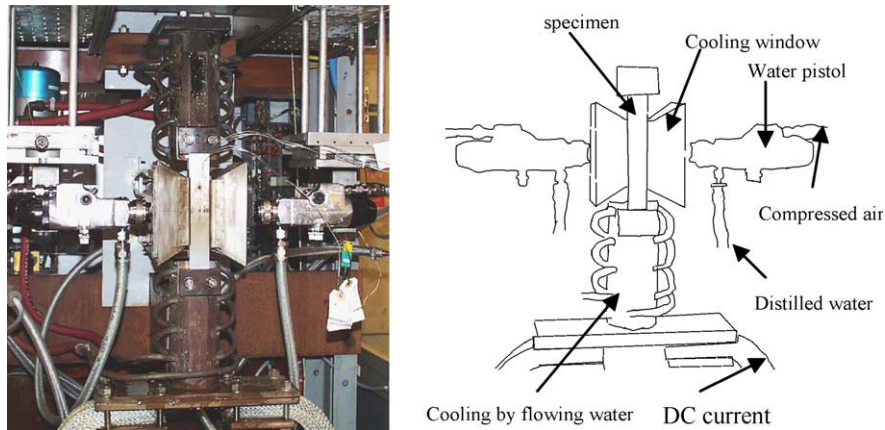 specimen
Cooling window
Water pistol
Compressed air
Distilled water
Cooling by flowing water
DC current